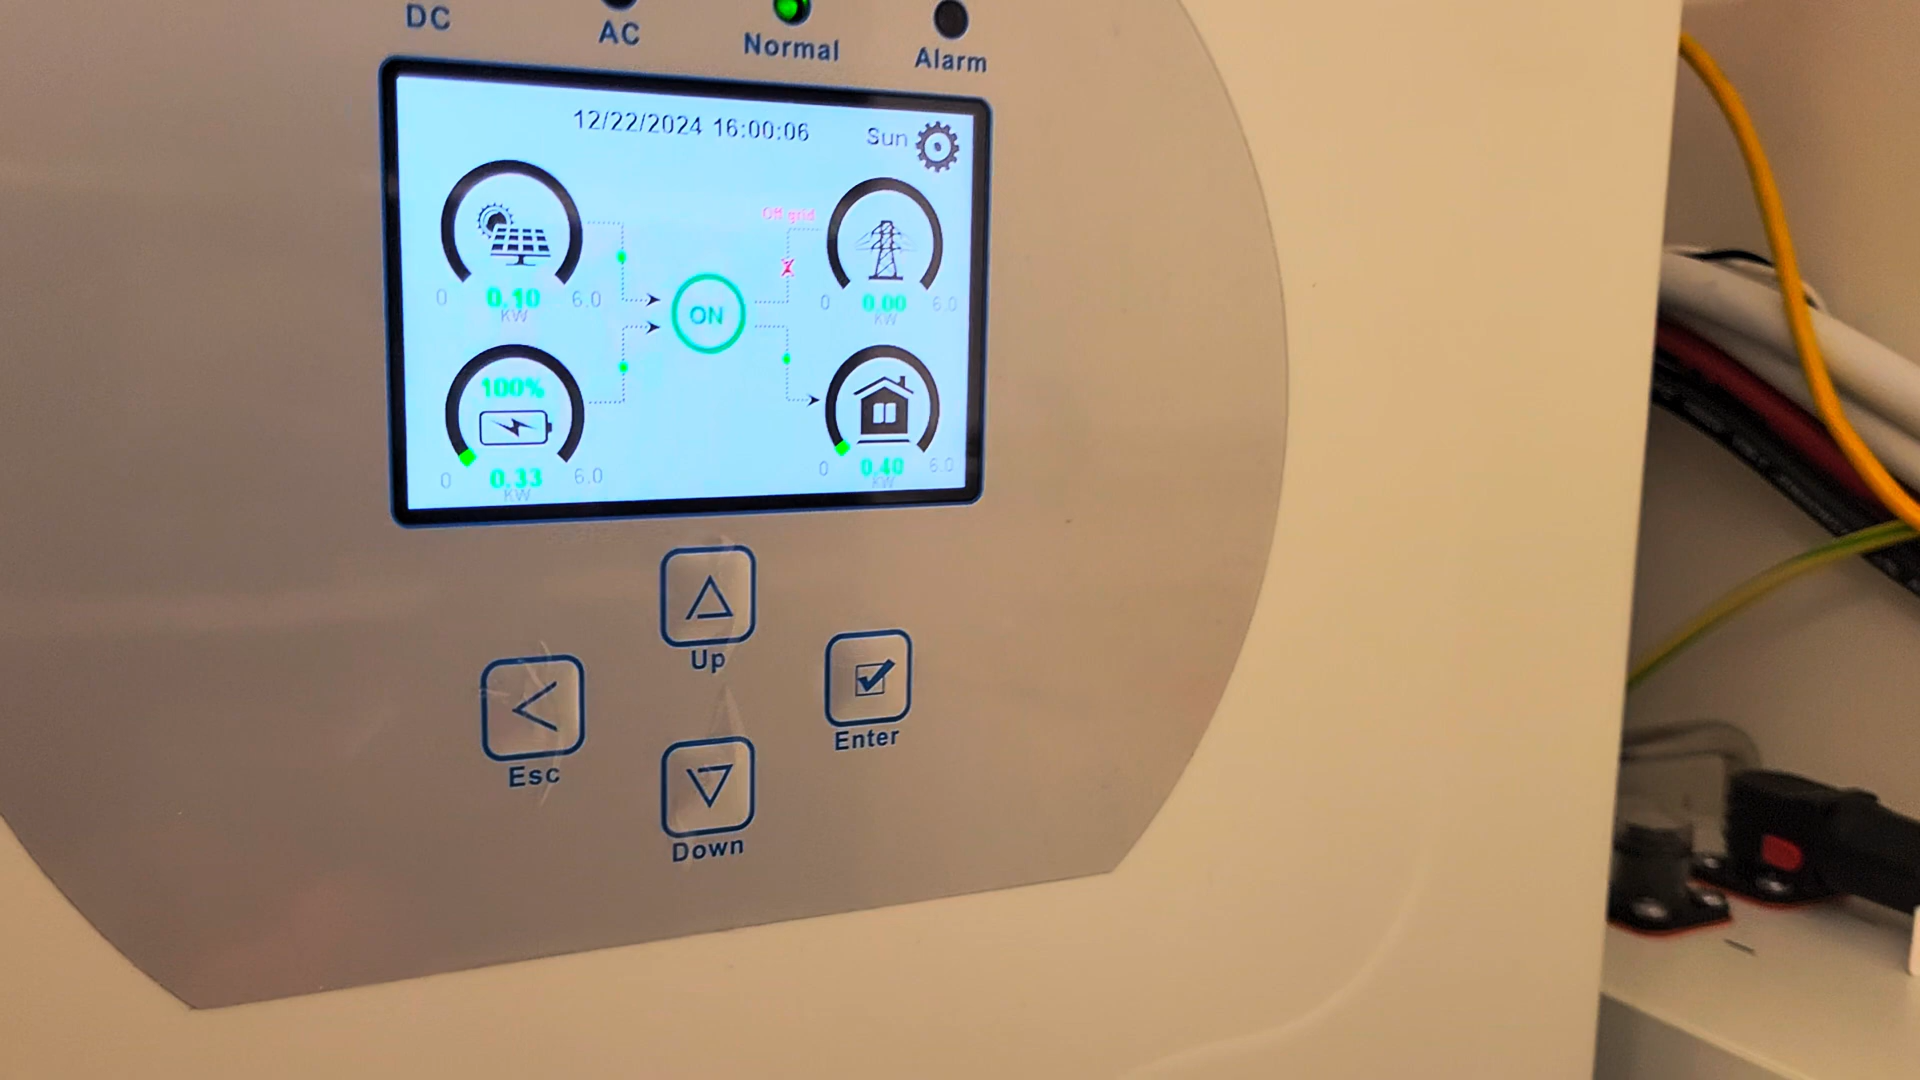 DC
AC
Normal
Alarm
12/22/2024 16:00:06
Sun
Off grid
0
0.10
6.0
KW
0
0.00
6.0
KW
ON
100%
0
0.33
6.0
KW
0
0.40
6.0
KW
Up
Esc
Enter
Down